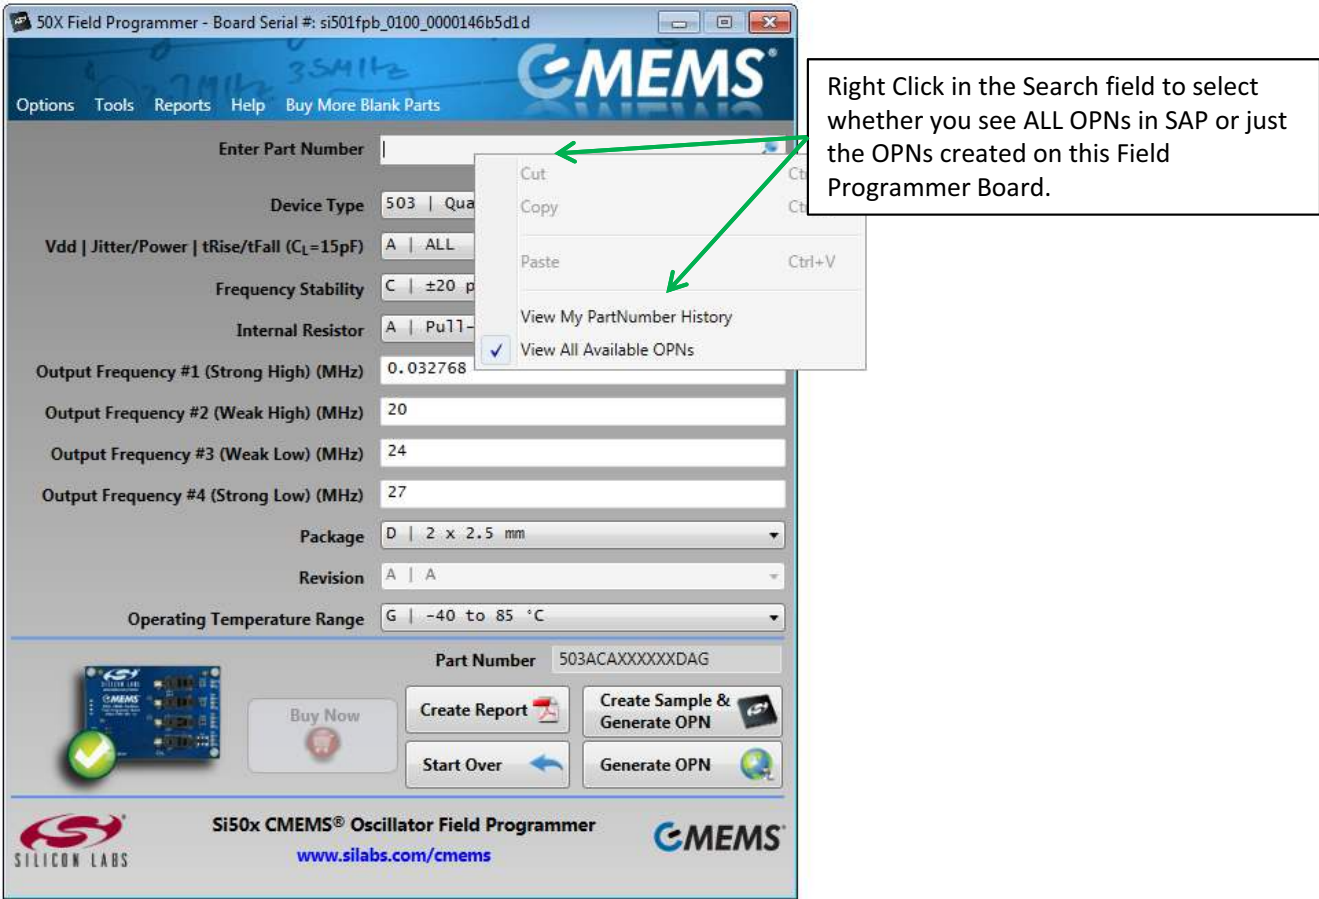 50X Field Programmer - Board Serial #: si501fpb_0100_0000146b5d1d
35MHz
CMEMS®
Options Tools Reports Help Buy More Blank Parts
Right Click in the Search field to select
whether you see ALL OPNs in SAP or just
the OPNs created on this Field
Programmer Board.
Enter Part Number
Cut
Copy
Paste Ctrl+V
View My PartNumber History
View All Available OPNs
Device Type 503 | Qua
Vdd | Jitter/Power | tRise/tFall (CL=15pF) A | ALL
Frequency Stability C | ±20 p
Internal Resistor A | Pull-
Output Frequency #1 (Strong High) (MHz) 0.032768
Output Frequency #2 (Weak High) (MHz) 20
Output Frequency #3 (Weak Low) (MHz) 24
Output Frequency #4 (Strong Low) (MHz) 27
Package D | 2 x 2.5 mm
Revision A | A
Operating Temperature Range G | -40 to 85 °C
Part Number 503ACAXXXXXXDAG
SILICON LABS
CMEMS
Buy Now
Create Report
Create Sample &
Generate OPN
Start Over
Generate OPN
Si50x CMEMS® Oscillator Field Programmer
www.silabs.com/cmems
SILICON LABS
CMEMS